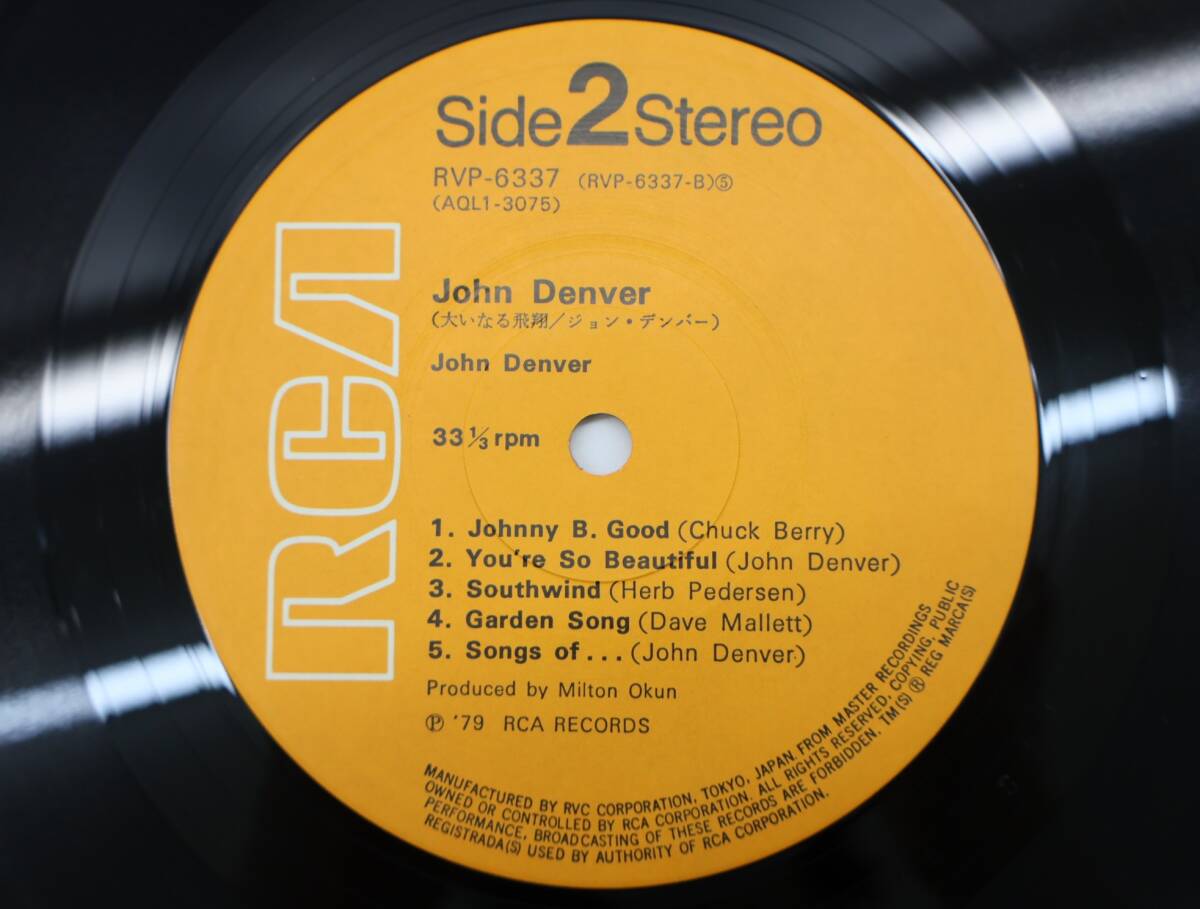 Side 2 Stereo
RVP-6337 (RVP-6337-B)⑤
(AQL1-3075)
RCA
John Denver
(大いなる飛翔/ジョン・デンバー)
John Denver
33 1/3 rpm
1. Johnny B. Good (Chuck Berry)
2. You're So Beautiful (John Denver)
3. Southwind (Herb Pedersen)
4. Garden Song (Dave Mallett)
5. Songs of... (John Denver)
Produced by Milton Okun
Ⓟ '79 RCA RECORDS
MANUFACTURED BY RVC CORPORATION, TOKYO, JAPAN FROM MASTER RECORDINGS
OWNED OR CONTROLLED BY RCA CORPORATION. ALL RIGHTS RESERVED, COPYING, PUBLIC
PERFORMANCE, BROADCASTING OF THESE RECORDS ARE FORBIDDEN. TM(S) ® REG MARCA(S)
REGISTRADA(S) USED BY AUTHORITY OF RCA CORPORATION.